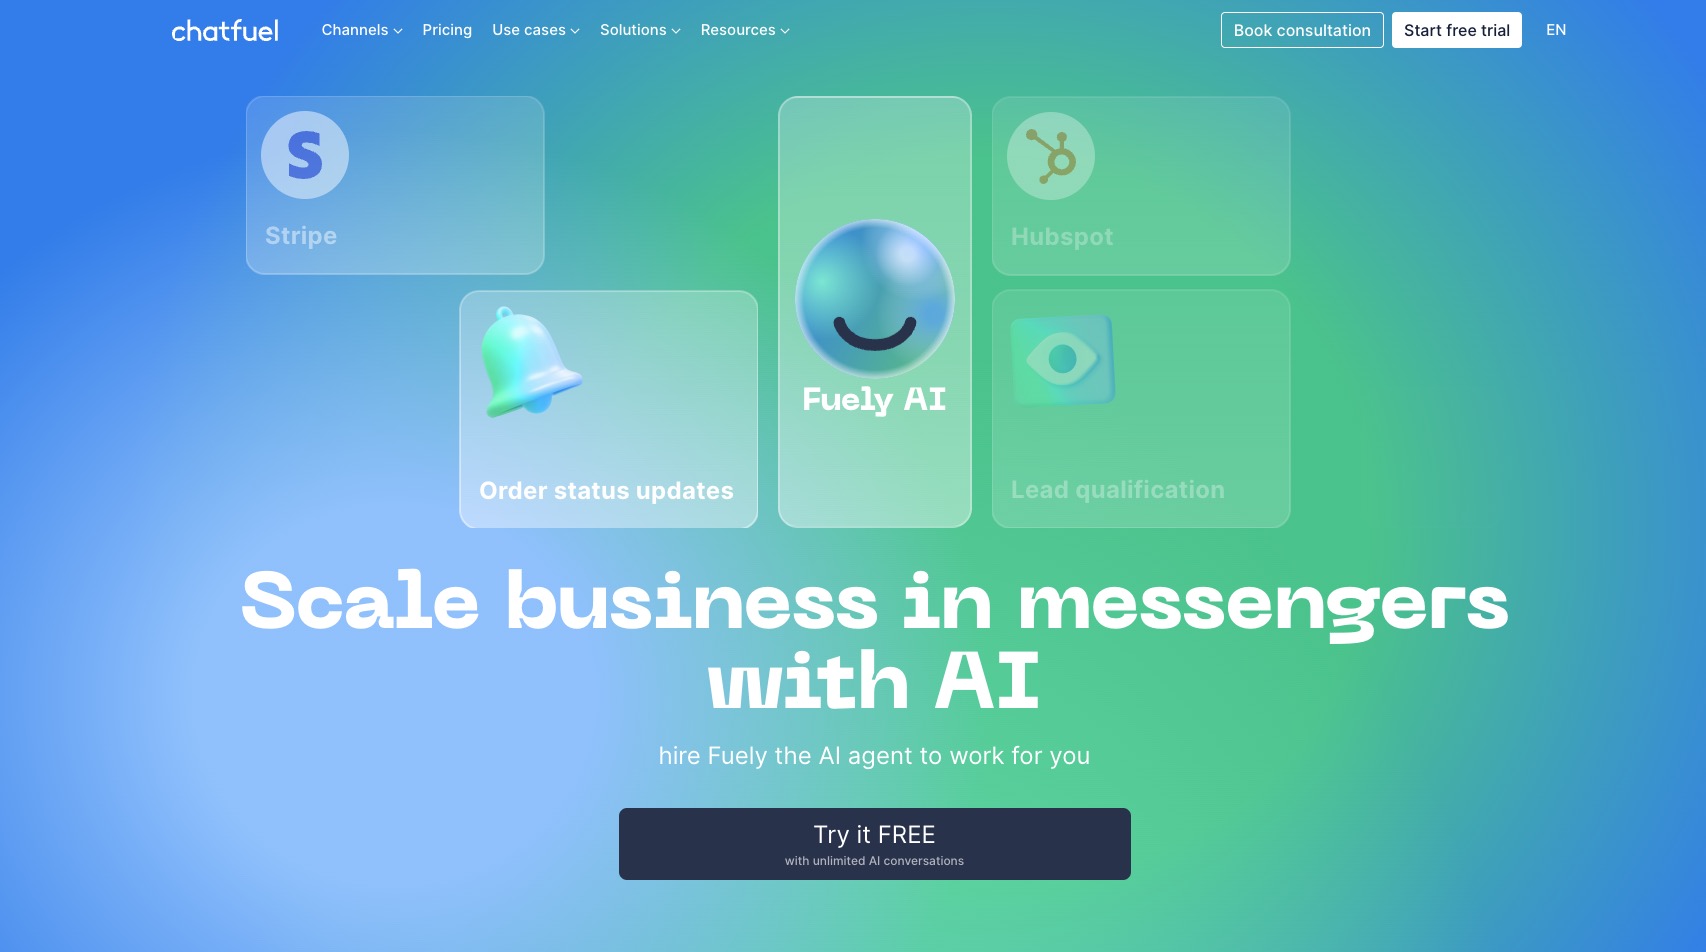 chatfuel
Channels
Pricing
Use cases
Solutions
Resources
Book consultation
Start free trial
EN
S
Stripe
Hubspot
Fuely AI
Order status updates
Lead qualification
Scale business in messengers
with AI
hire Fuely the AI agent to work for you
Try it FREE
with unlimited AI conversations